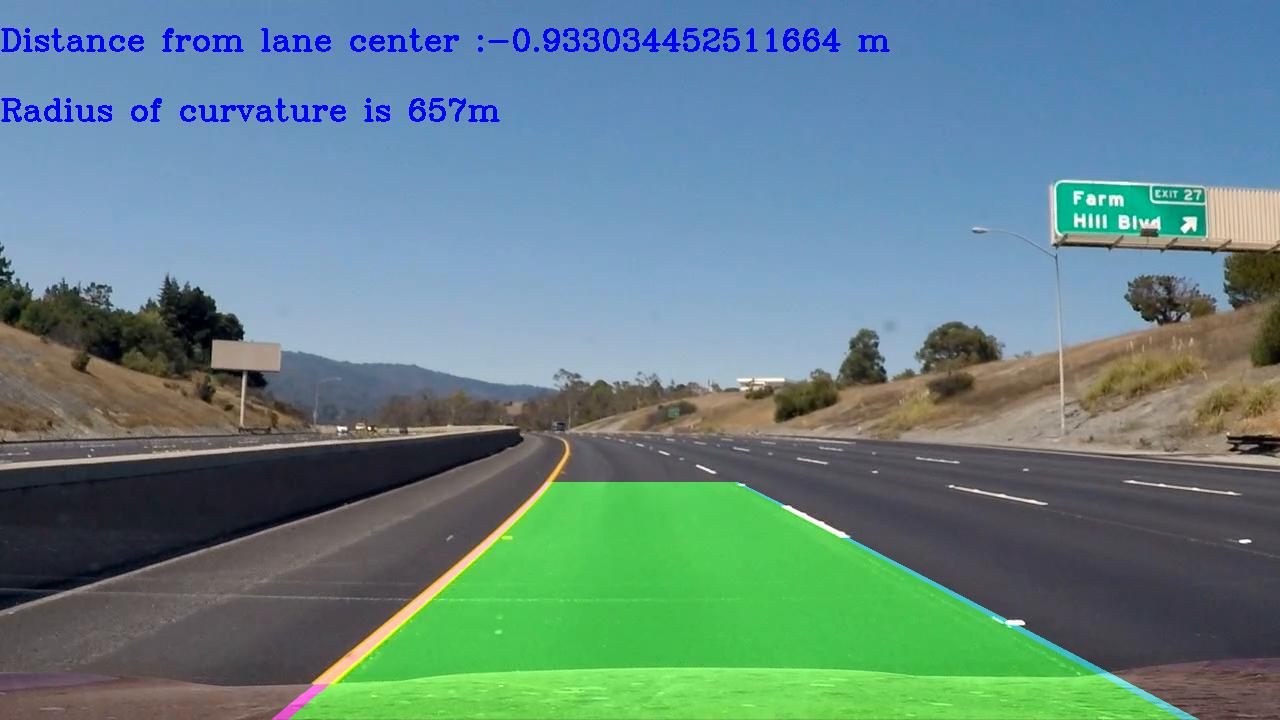 Distance from lane center :-0.933034452511664 m
Radius of curvature is 657m
EXIT 27
Farm
Hill Blvd